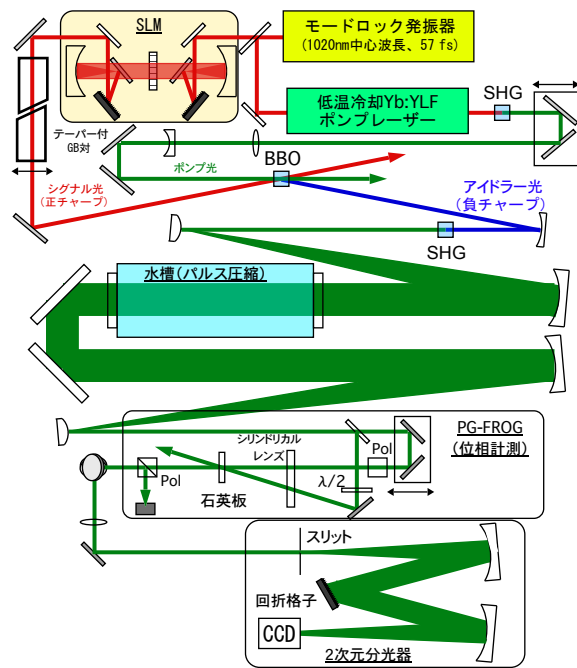 SLM
モードロック発振器
(1020nm中心波長、57 fs)
低温冷却Yb:YLF
ポンプレーザー
SHG
テーパー付
GB対
ポンプ光
BBO
シグナル光
(正チャープ)
アイドラー光
(負チャープ)
SHG
水槽(パルス圧縮)
PG-FROG
(位相計測)
シリンドリカル
レンズ
Pol
λ/2
Pol
石英板
スリット
回折格子
CCD
2次元分光器